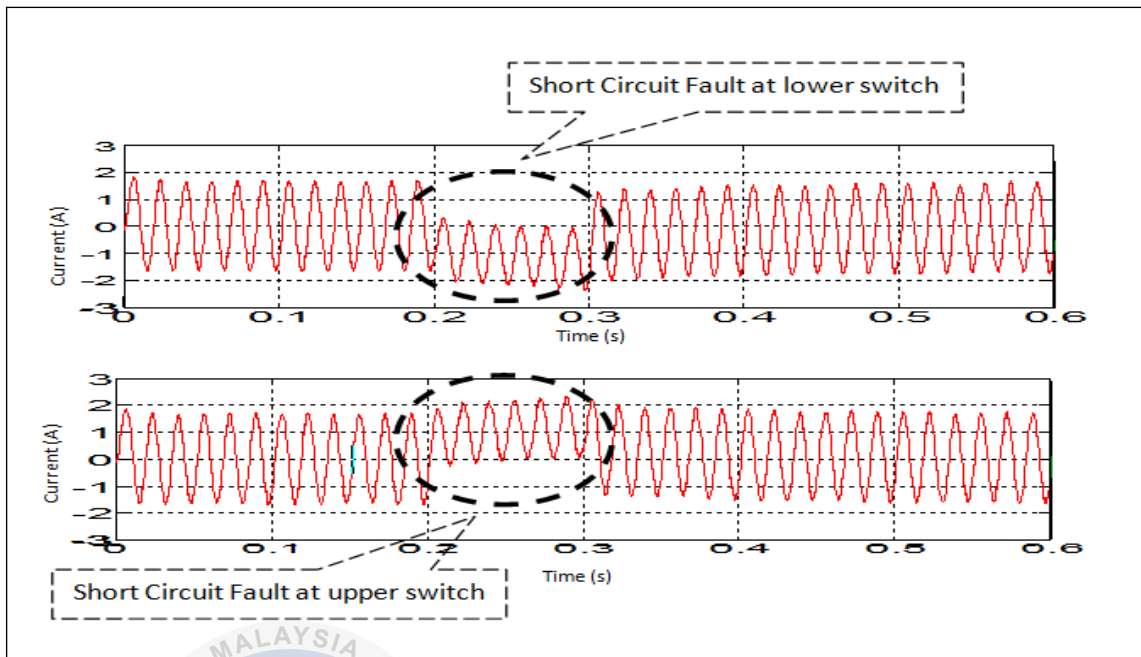 Short Circuit Fault at lower switch
3
2
1
0
-1
-2
-3
Current (A)
0 0.1 0.2 0.3 0.4 0.5 0.6
Time (s)
3
2
1
0
-1
-2
-3
Current (A)
0 0.1 0.2 0.3 0.4 0.5 0.6
Time (s)
Short Circuit Fault at upper switch
MALAYSIA